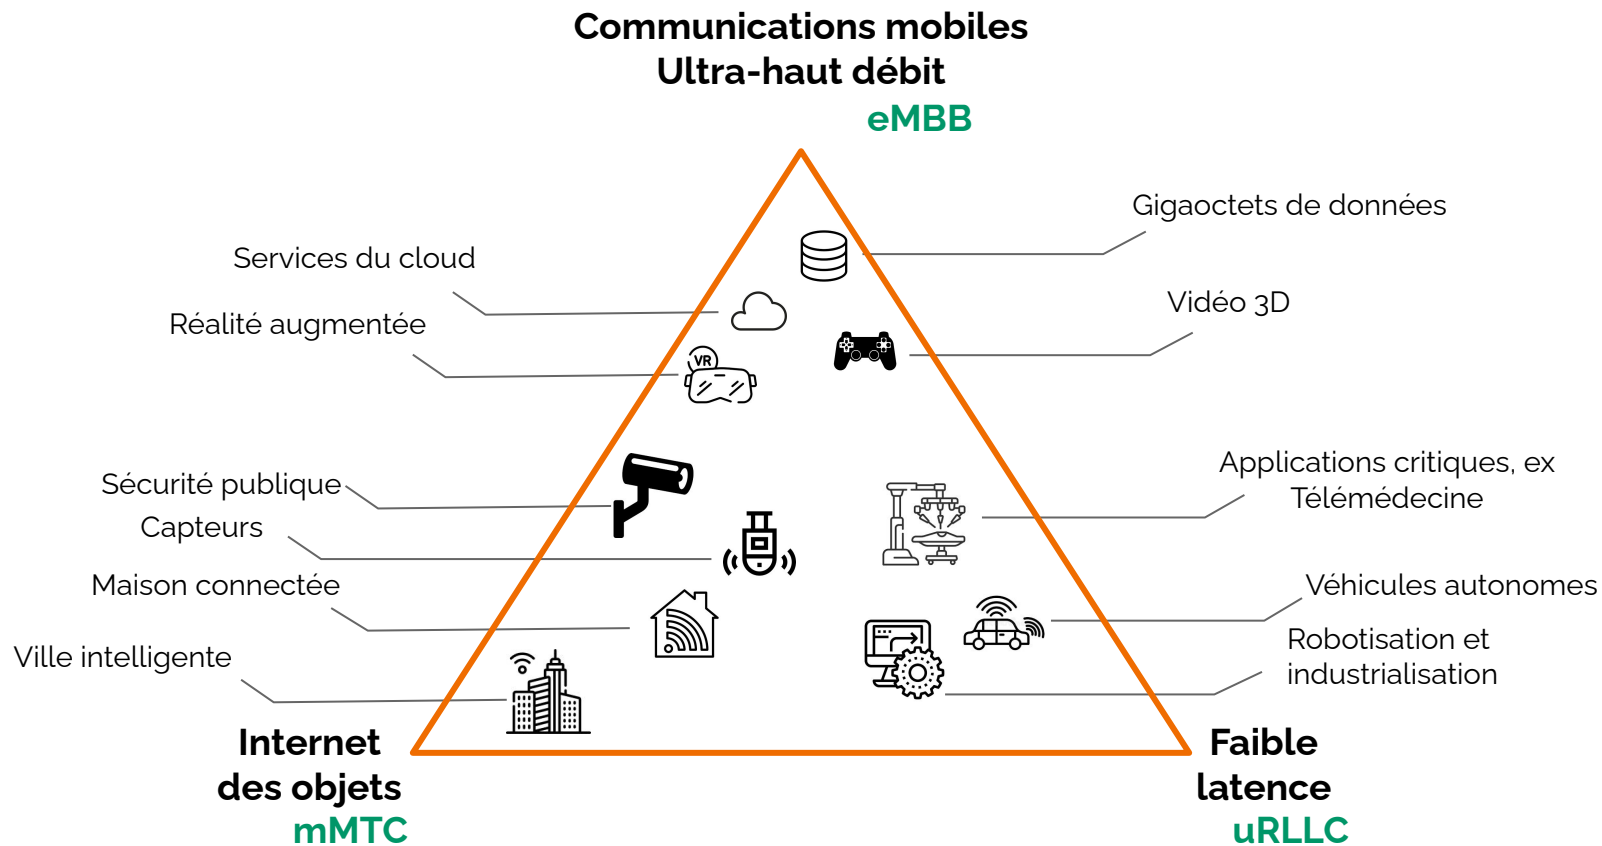 Communications mobiles
Ultra-haut débit
eMBB
Gigaoctets de données
Services du cloud
Vidéo 3D
Réalité augmentée
VR
Applications critiques, ex
Télémédecine
Sécurité publique
Capteurs
Maison connectée
Véhicules autonomes
Robotisation et
industrialisation
Ville intelligente
Internet
des objets
mMTC
Faible
latence
uRLLC